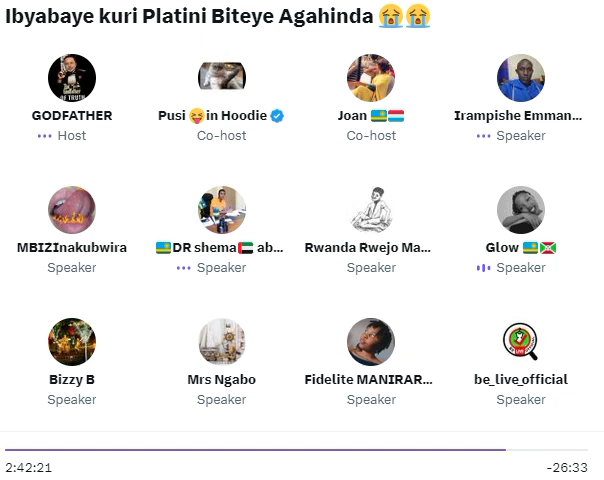 Ibyabaye kuri Platini Biteye Agahinda 😭😭
GODFATHER
Host
Pusi 😝in Hoodie
Co-host
Joan 🇷🇼🇱🇺
Co-host
Irampishe Emman...
Speaker
MBIZInakubwira
Speaker
🇷🇼DR shema🇦🇪 ab...
Speaker
Rwanda Rwejo Ma...
Speaker
Glow 🇷🇼🇧🇮
Speaker
Bizzy B
Speaker
Mrs Ngabo
Speaker
Fidelite MANIRAR...
Speaker
be_live_official
Speaker
2:42:21
-26:33